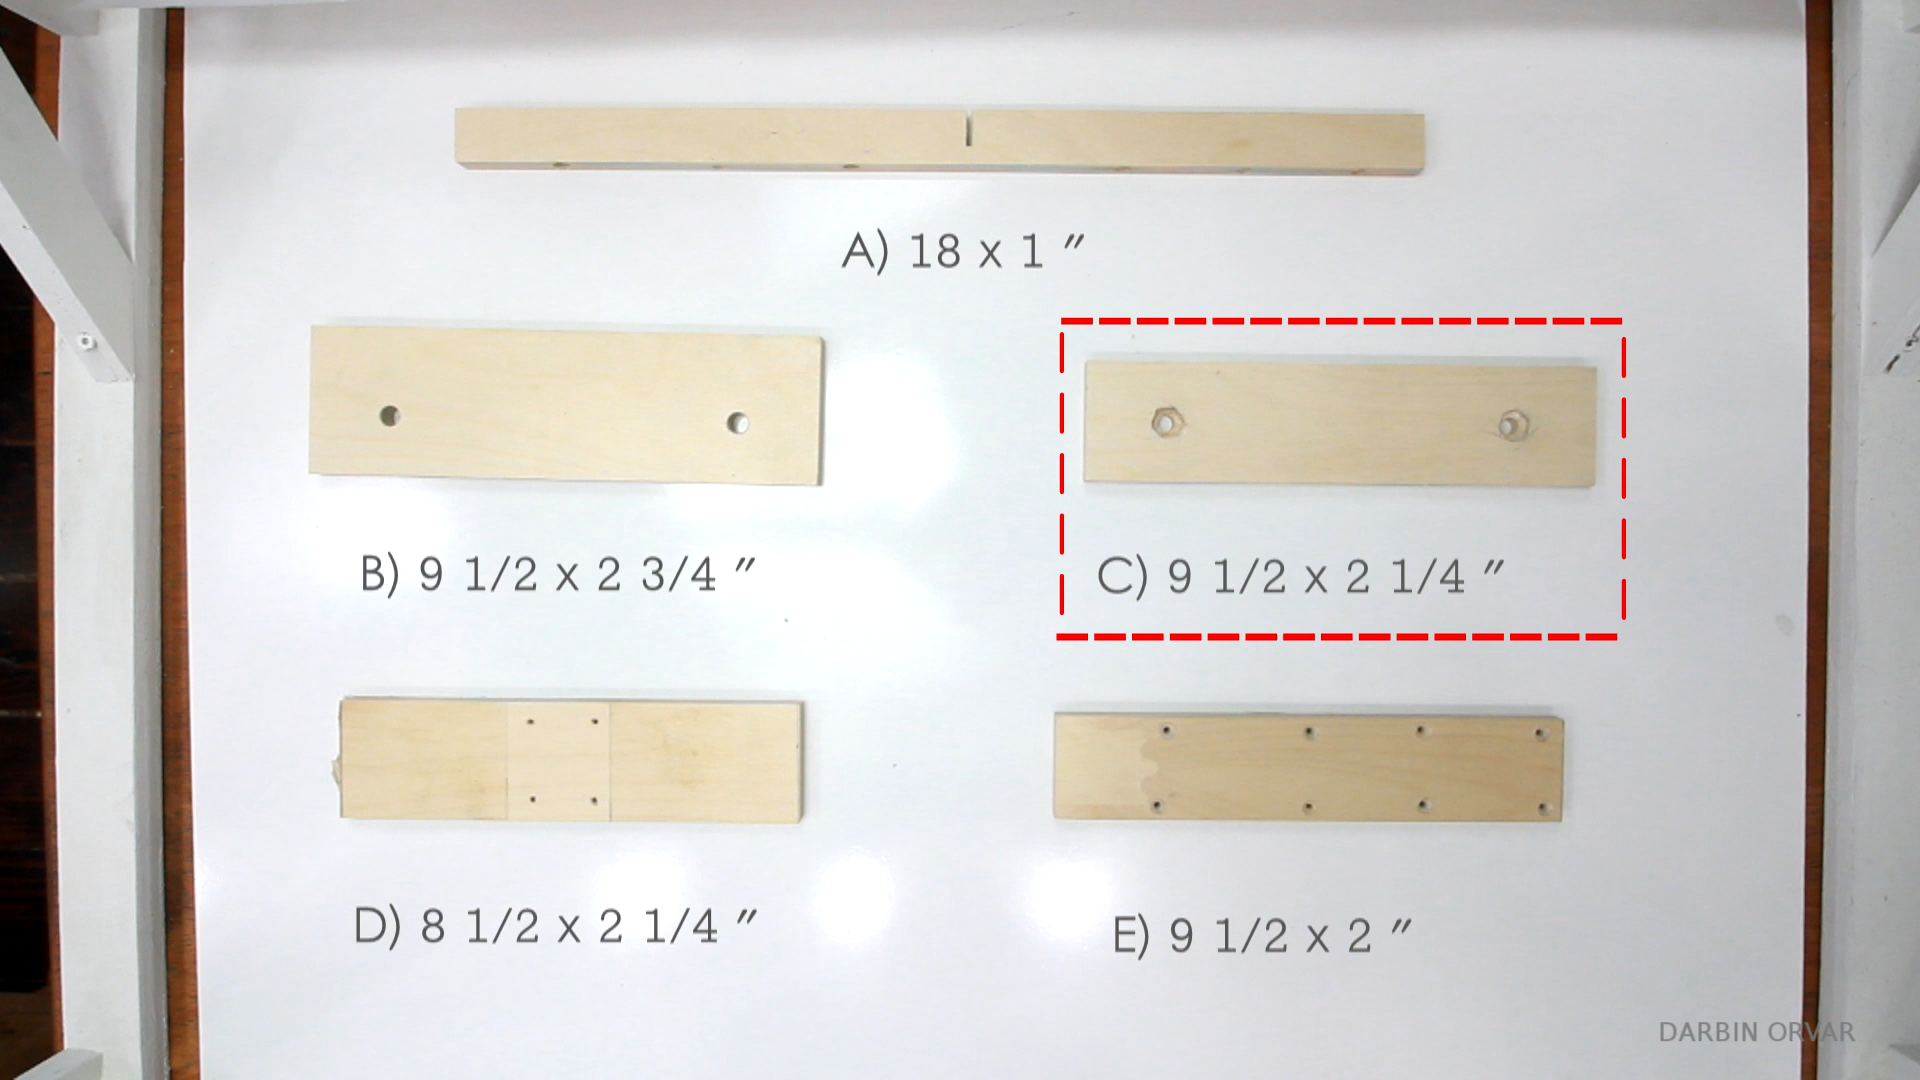 A) 18 x 1 "
B) 9 1/2 x 2 3/4 "
C) 9 1/2 x 2 1/4 "
D) 8 1/2 x 2 1/4 "
E) 9 1/2 x 2 "
DARBIN ORVAR